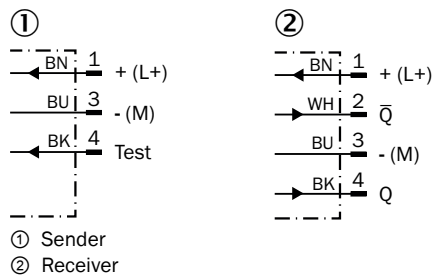 ①
BN 1 + (L+)
BU 3 - (M)
BK 4 Test
②
BN 1 + (L+)
WH 2 Q̅
BU 3 - (M)
BK 4 Q
① Sender
② Receiver